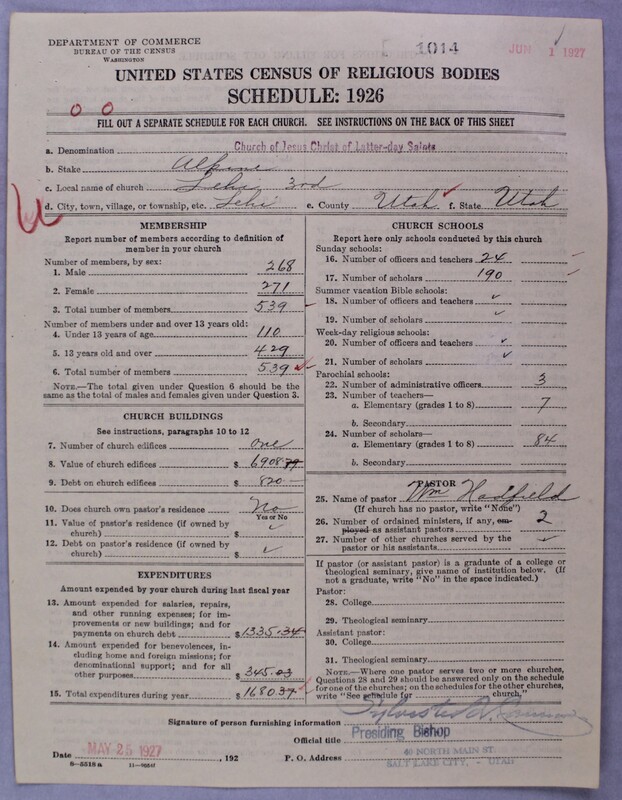 DEPARTMENT OF COMMERCE
BUREAU OF THE CENSUS
WASHINGTON
1014
JUN 1 1927
UNITED STATES CENSUS OF RELIGIOUS BODIES
SCHEDULE: 1926
FILL OUT A SEPARATE SCHEDULE FOR EACH CHURCH. SEE INSTRUCTIONS ON THE BACK OF THIS SHEET
a. Denomination Church of Jesus Christ of Latter-day Saints
b. Stake Alpine
c. Local name of church Lehi 3rd
d. City, town, village, or township, etc. Lehi e. County Utah f. State Utah
MEMBERSHIP
Report number of members according to definition of
member in your church
Number of members, by sex:
1. Male 268
2. Female 271
3. Total number of members 539
Number of members under and over 13 years old:
4. Under 13 years of age 110
5. 13 years old and over 429
6. Total number of members 539
NOTE.—The total given under Question 6 should be the
same as the total of males and females given under Question 3.
CHURCH BUILDINGS
See instructions, paragraphs 10 to 12
7. Number of church edifices one
8. Value of church edifices $ 6908
9. Debt on church edifices $ 820
10. Does church own pastor's residence No
Yes or No
11. Value of pastor's residence (if owned by
church) $
12. Debt on pastor's residence (if owned by
church) $
EXPENDITURES
Amount expended by your church during last fiscal year
13. Amount expended for salaries, repairs,
and other running expenses; for im-
provements or new buildings; and for
payments on church debt $ 1335.34
14. Amount expended for benevolences, in-
cluding home and foreign missions; for
denominational support; and for all
other purposes $ 345.03
15. Total expenditures during year $ 168037
CHURCH SCHOOLS
Report here only schools conducted by this church
Sunday schools:
16. Number of officers and teachers 24
17. Number of scholars 190
Summer vacation Bible schools:
18. Number of officers and teachers
19. Number of scholars
Week-day religious schools:
20. Number of officers and teachers
21. Number of scholars
Parochial schools:
22. Number of administrative officers 3
23. Number of teachers—
a. Elementary (grades 1 to 8) 7
b. Secondary
24. Number of scholars—
a. Elementary (grades 1 to 8) 84
b. Secondary
PASTOR
25. Name of pastor Wm Hadfield
(If church has no pastor, write "None")
26. Number of ordained ministers, if any, em-
ployed as assistant pastors 2
27. Number of other churches served by the
pastor or his assistants
If pastor (or assistant pastor) is a graduate of a college or
theological seminary, give name of institution below. (If
not a graduate, write "No" in the space indicated.)
Pastor:
28. College
29. Theological seminary
Assistant pastor:
30. College
31. Theological seminary
NOTE.—Where one pastor serves two or more churches,
Questions 28 and 29 should be answered only on the schedule
for one of the churches; on the schedules for the other churches,
write "See schedule for church."
Signature of person furnishing information Sylvester Q. Cannon
Official title Presiding Bishop
Date MAY 25 1927, 192 P. O. Address 40 NORTH MAIN ST.
SALT LAKE CITY, - UTAH
8-5518a